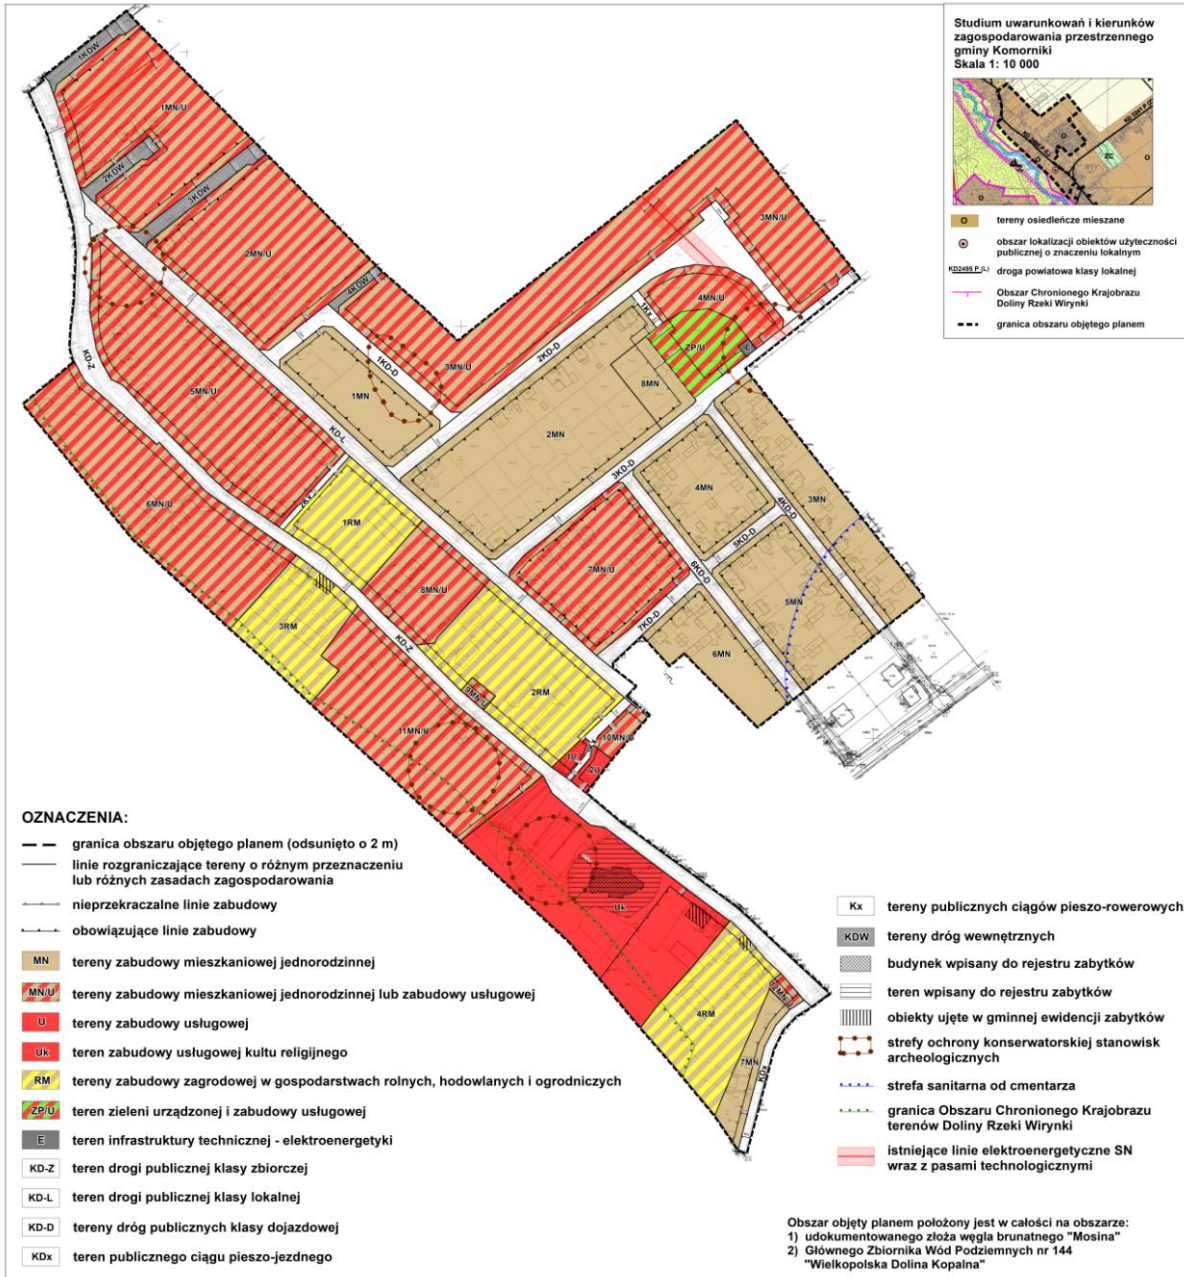 Studium uwarunkowań i kierunków
zagospodarowania przestrzennego
gminy Komorniki
Skala 1: 10 000
tereny osiedleńcze mieszane
obszar lokalizacji obiektów użyteczności
publicznej o znaczeniu lokalnym
KD2495 P (L)
droga powiatowa klasy lokalnej
Obszar Chronionego Krajobrazu
Doliny Rzeki Wirynki
granica obszaru objętego planem
1KDW
1MN/U
2KDW
3KDW
2MN/U
4KDW
3MN/U
4MN/U
1Kx
ZP/U
E
KD-Z
5MN/U
1KD-D
3MN/U
2KD-D
1MN
8MN
2MN
KD-L
3KD-D
4MN
3MN
4KD-D
5KD-D
6MN/U
2Kx
1RM
7MN/U
6KD-D
5MN
8MN/U
3RM
7KD-D
6MN
KD-Z
2RM
9MN/U
11MN/U
10MN/U
1U
2U
Uk
4RM
12MN/U
7MN
KDx
OZNACZENIA:
granica obszaru objętego planem (odsunięto o 2 m)
linie rozgraniczające tereny o różnym przeznaczeniu
lub różnych zasadach zagospodarowania
nieprzekraczalne linie zabudowy
obowiązujące linie zabudowy
MN tereny zabudowy mieszkaniowej jednorodzinnej
MN/U tereny zabudowy mieszkaniowej jednorodzinnej lub zabudowy usługowej
U tereny zabudowy usługowej
Uk teren zabudowy usługowej kultu religijnego
RM tereny zabudowy zagrodowej w gospodarstwach rolnych, hodowlanych i ogrodniczych
ZP/U teren zieleni urządzonej i zabudowy usługowej
E teren infrastruktury technicznej - elektroenergetyki
KD-Z teren drogi publicznej klasy zbiorczej
KD-L teren drogi publicznej klasy lokalnej
KD-D tereny dróg publicznych klasy dojazdowej
KDx teren publicznego ciągu pieszo-jezdnego
Kx tereny publicznych ciągów pieszo-rowerowych
KDW tereny dróg wewnętrznych
budynek wpisany do rejestru zabytków
teren wpisany do rejestru zabytków
obiekty ujęte w gminnej ewidencji zabytków
strefy ochrony konserwatorskiej stanowisk
archeologicznych
strefa sanitarna od cmentarza
granica Obszaru Chronionego Krajobrazu
terenów Doliny Rzeki Wirynki
istniejące linie elektroenergetyczne SN
wraz z pasami technologicznymi
Obszar objęty planem położony jest w całości na obszarze:
1) udokumentowanego złoża węgla brunatnego "Mosina"
2) Głównego Zbiornika Wód Podziemnych nr 144
"Wielkopolska Dolina Kopalna"